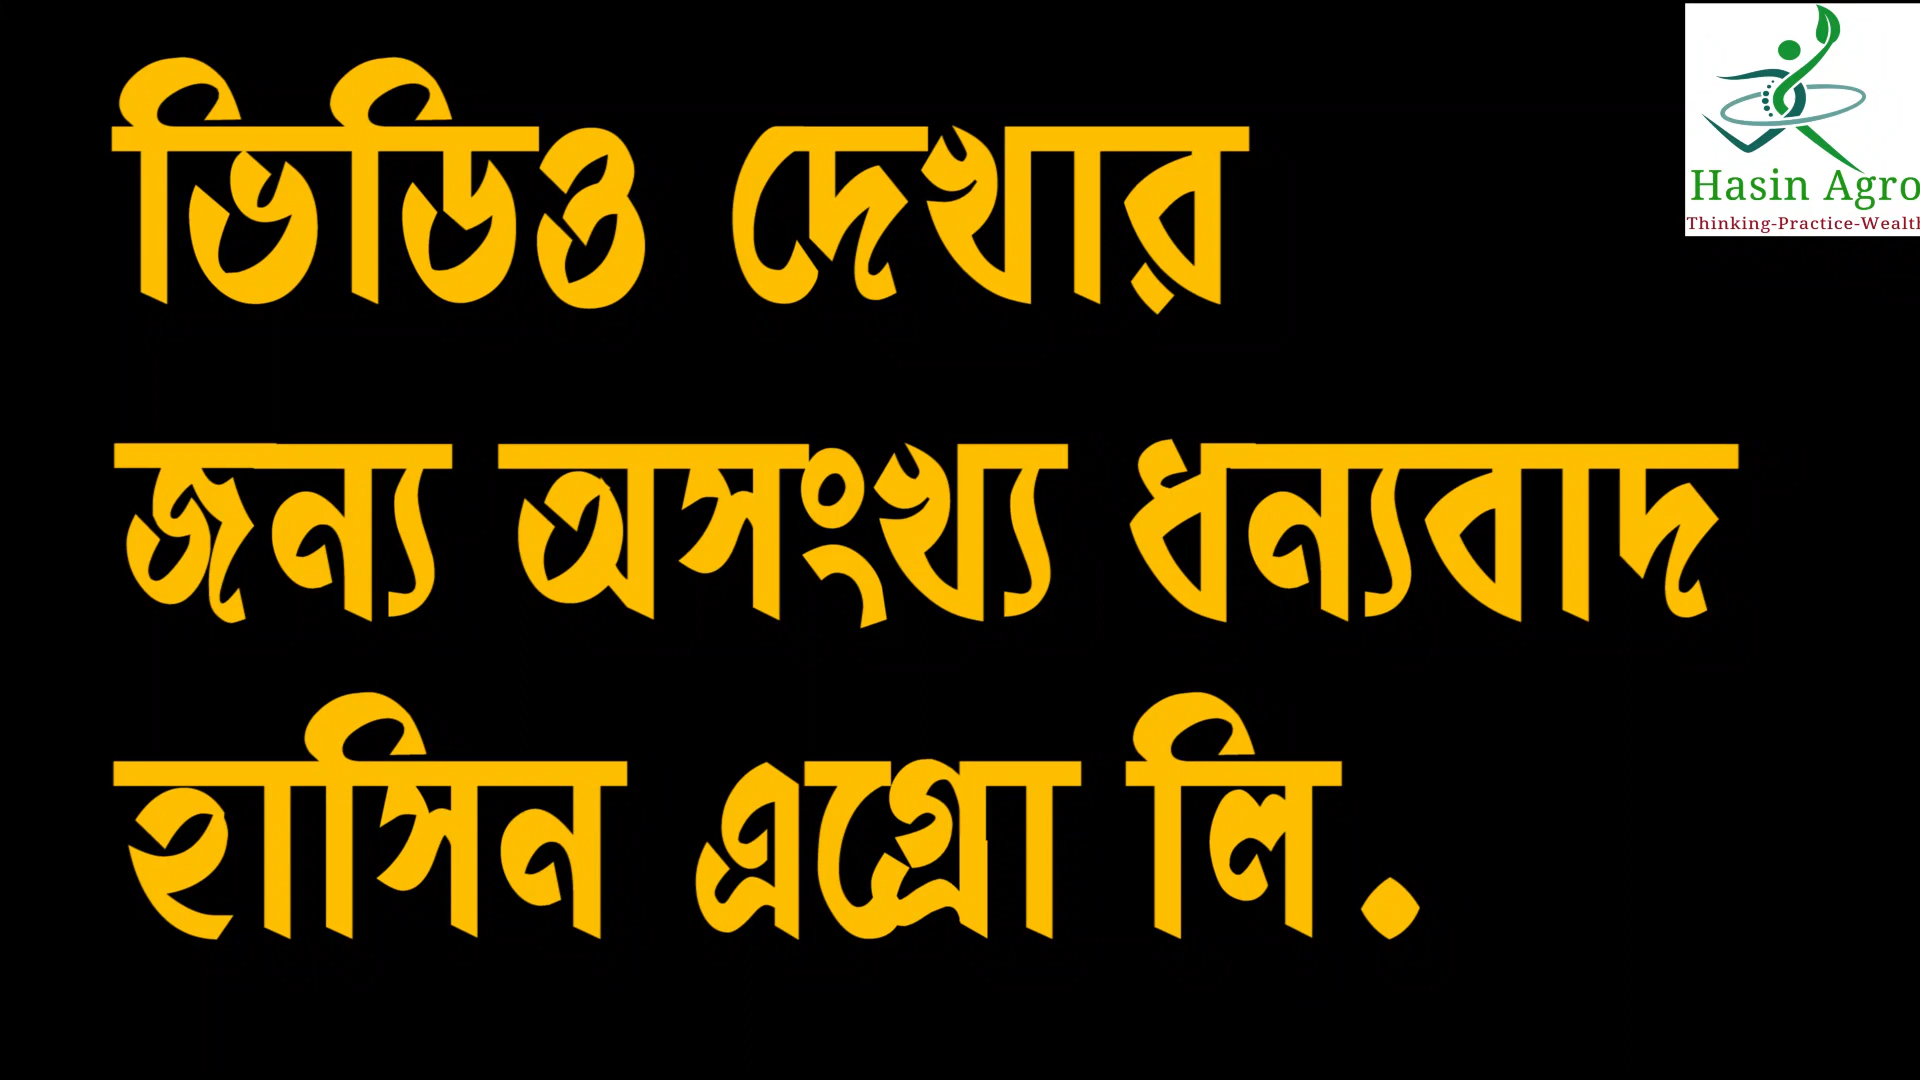 ভিডিও দেখার
জন্য অসংখ্য ধন্যবাদ
হাসিন এগ্রো লি.
Hasin Agro
Thinking-Practice-Wealth